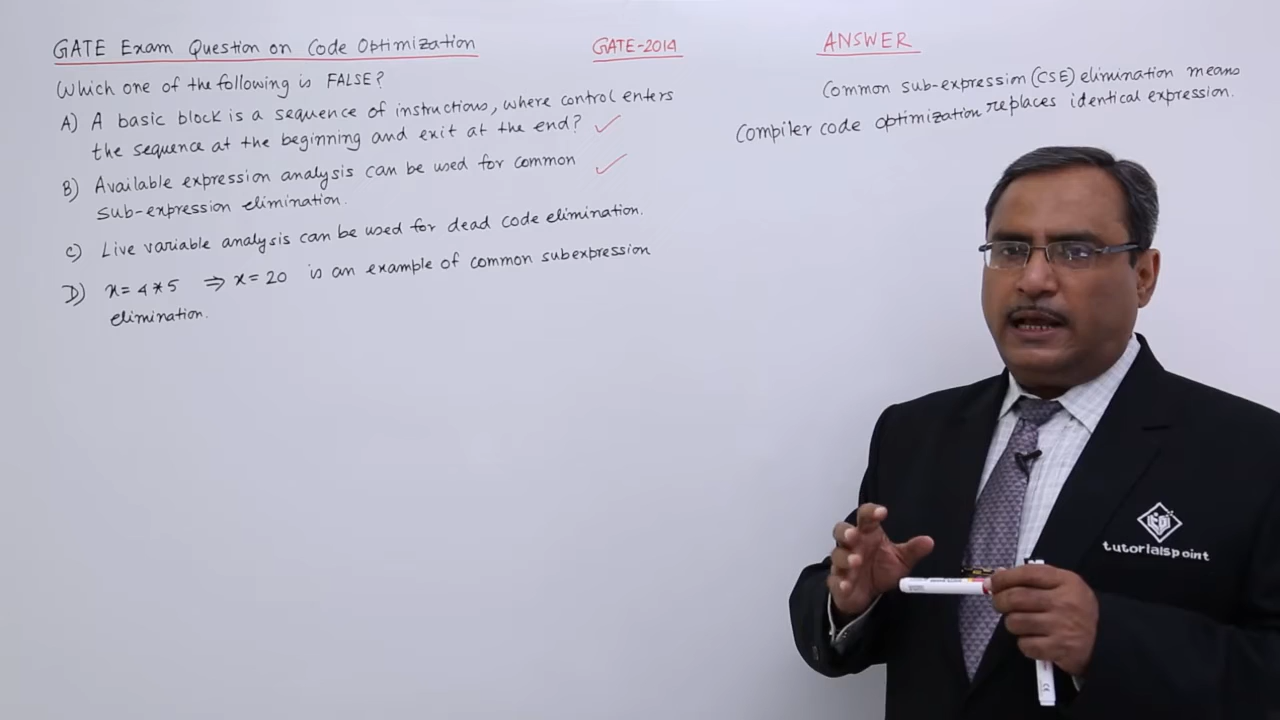 GATE Exam Question on Code Optimization
GATE-2014
Which one of the following is FALSE?
A) A basic block is a sequence of instructions, where control enters
the sequence at the beginning and exit at the end?
B) Available expression analysis can be used for common
sub-expression elimination.
C) Live variable analysis can be used for dead code elimination.
D) x=4*5 ⇒ x=20 is an example of common subexpression
elimination.
ANSWER
Common sub-expression (CSE) elimination means
compiler code optimization replaces identical expression.
tutorialspoint